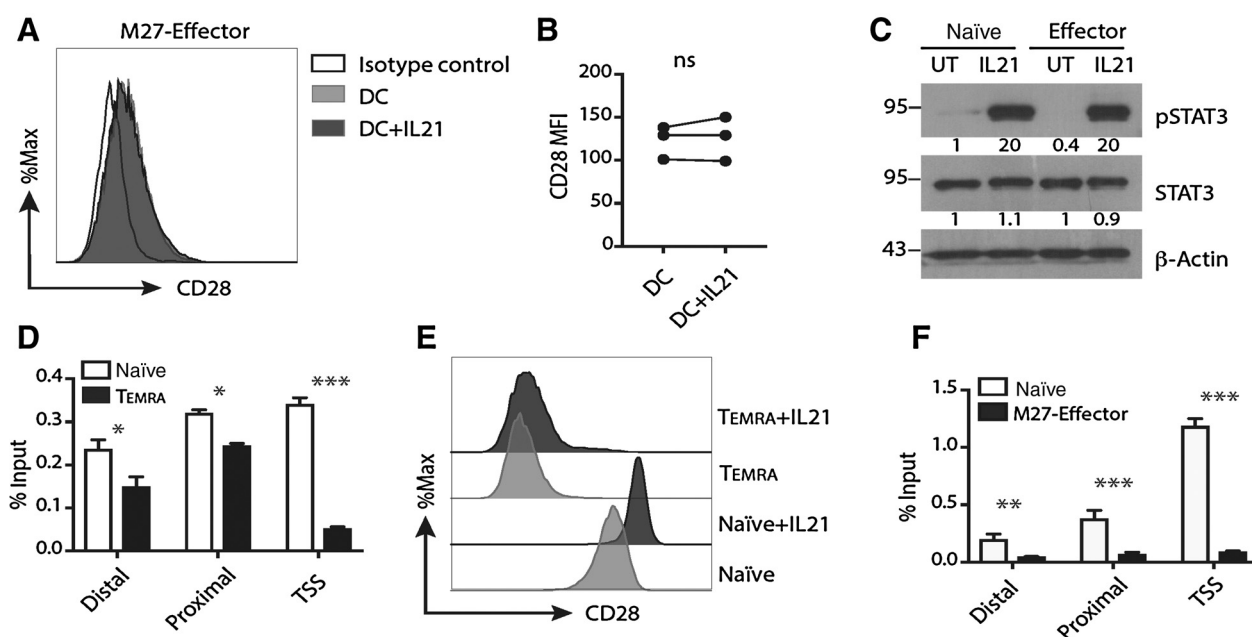 A
M27-Effector
Isotype control
DC
DC+IL21
%Max
CD28
B
ns
200
150
100
50
0
CD28 MFI
DC
DC+IL21
C
Naïve Effector
UT IL21 UT IL21
95 pSTAT3
1 20 0.4 20
95 STAT3
1 1.1 1 0.9
43 β-Actin
D
Naïve
TEMRA
0.4
0.3
0.2
0.1
0.0
% Input
* * ***
Distal Proximal TSS
E
TEMRA+IL21
TEMRA
Naïve+IL21
Naïve
%Max
CD28
F
Naïve
M27-Effector
1.5
1.0
0.5
0.0
% Input
** *** ***
Distal Proximal TSS